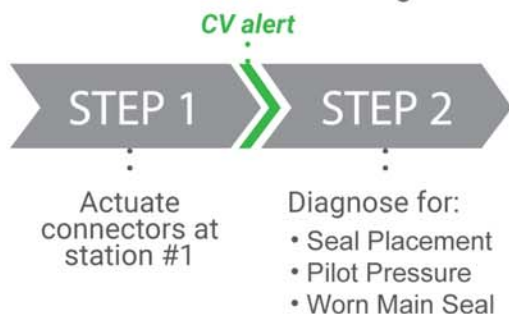 CV alert
STEP 1
STEP 2
Actuate
connectors at
station #1
Diagnose for:
• Seal Placement
• Pilot Pressure
• Worn Main Seal